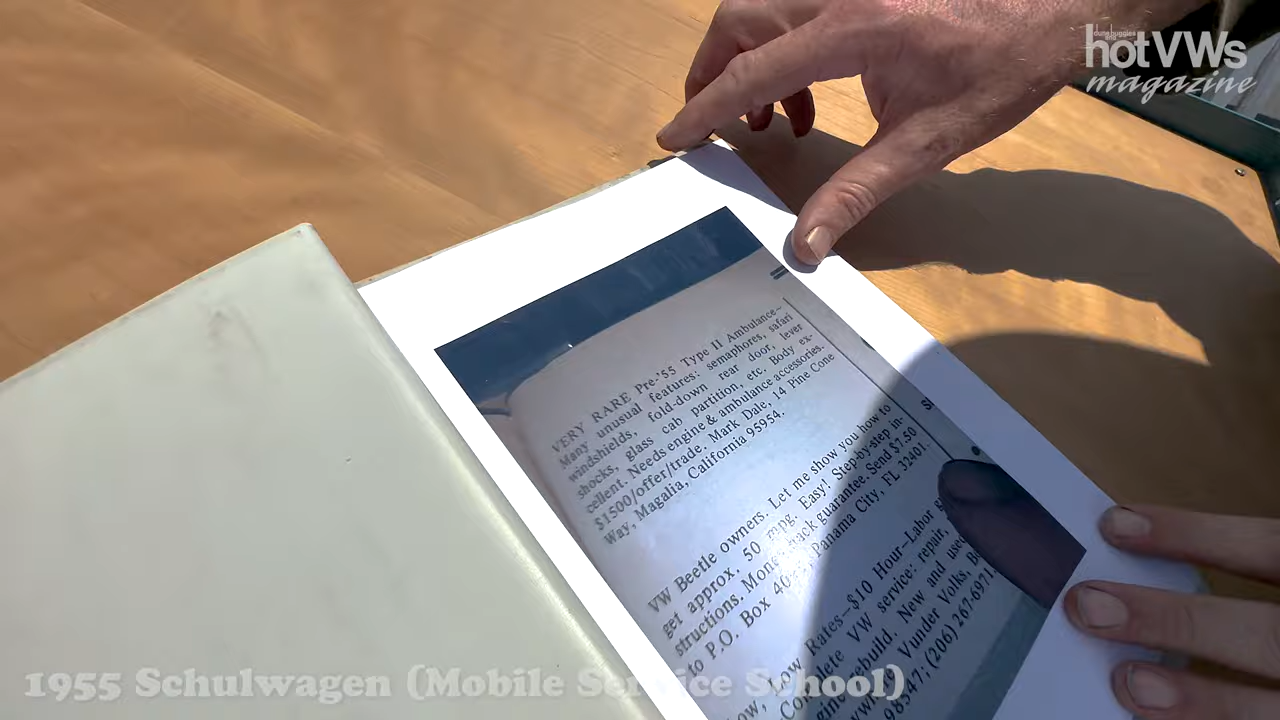 dune buggies
and
hotVWs
magazine
VERY RARE Pre-'55 Type II Ambulance—
Many unusual features: semaphores, safari
windshields, fold-down rear door, lever
shocks, glass cab partition, etc. Body ex-
cellent. Needs engine & ambulance accessories.
$1500/offer/trade. Mark Dale, 14 Pine Cone
Way, Magalia, California 95954.
VW Beetle owners. Let me show you how to
get approx. 50 mpg. Easy! Step-by-step in-
structions. Money back guarantee. Send $7.50
to P.O. Box 40 Panama City, FL 32401.
Low Rates—$10 Hour—Labor
Complete VW service: repair,
rebuild. New and used
Vunder Volks,
98547; (206) 267-6971.
1955 Schulwagen (Mobile Service School)